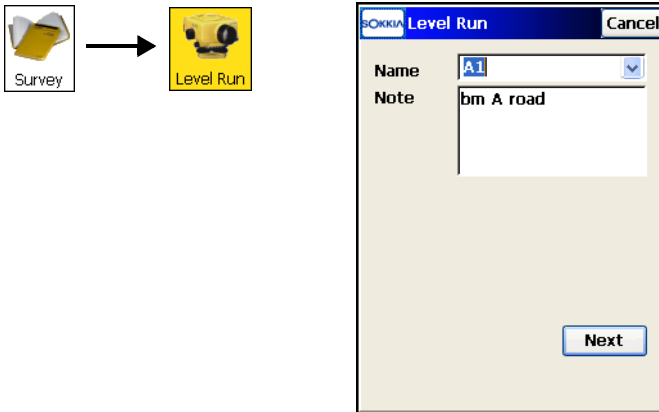 Survey
Level Run
SOKKIA Level Run Cancel
Name A1
Note bm A road
Next